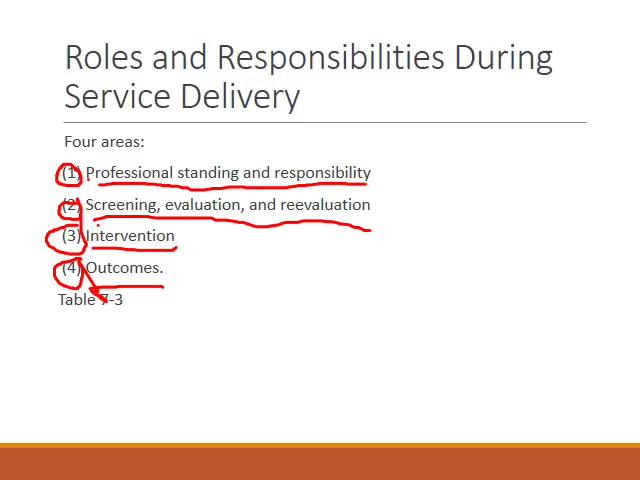 Roles and Responsibilities During
Service Delivery
Four areas:
(1) Professional standing and responsibility
(2) Screening, evaluation, and reevaluation
(3) Intervention
(4) Outcomes.
Table 7-3